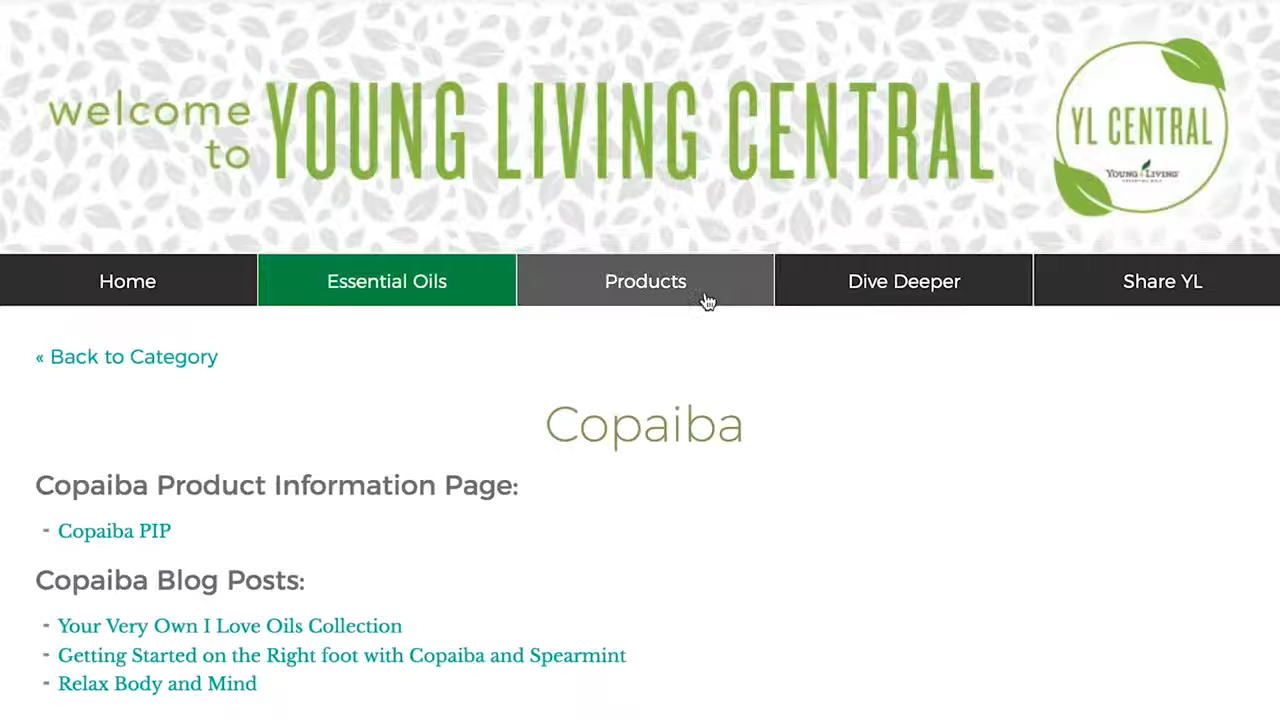 welcome
to
YOUNG LIVING CENTRAL
YL CENTRAL
YOUNG LIVING
Home
Essential Oils
Products
Dive Deeper
Share YL
« Back to Category
Copaiba
Copaiba Product Information Page:
- Copaiba PIP
Copaiba Blog Posts:
- Your Very Own I Love Oils Collection
- Getting Started on the Right foot with Copaiba and Spearmint
- Relax Body and Mind